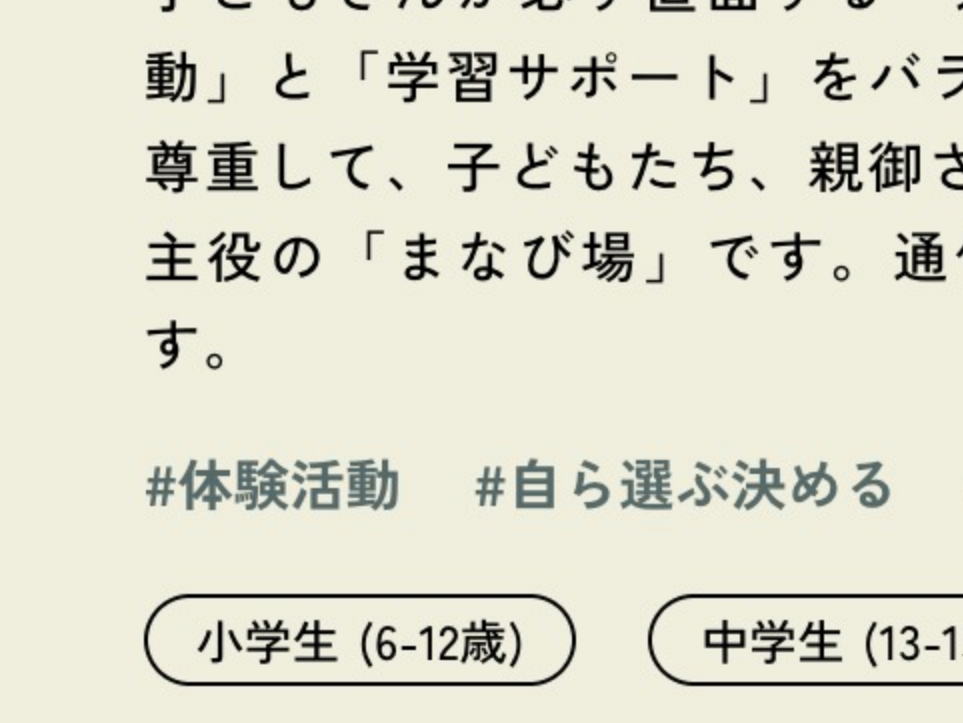 動」と「学習サポート」をバラ
尊重して、子どもたち、親御さ
主役の「まなび場」です。通
す。
#体験活動 #自ら選ぶ決める
小学生 (6-12歳) 中学生 (13-1